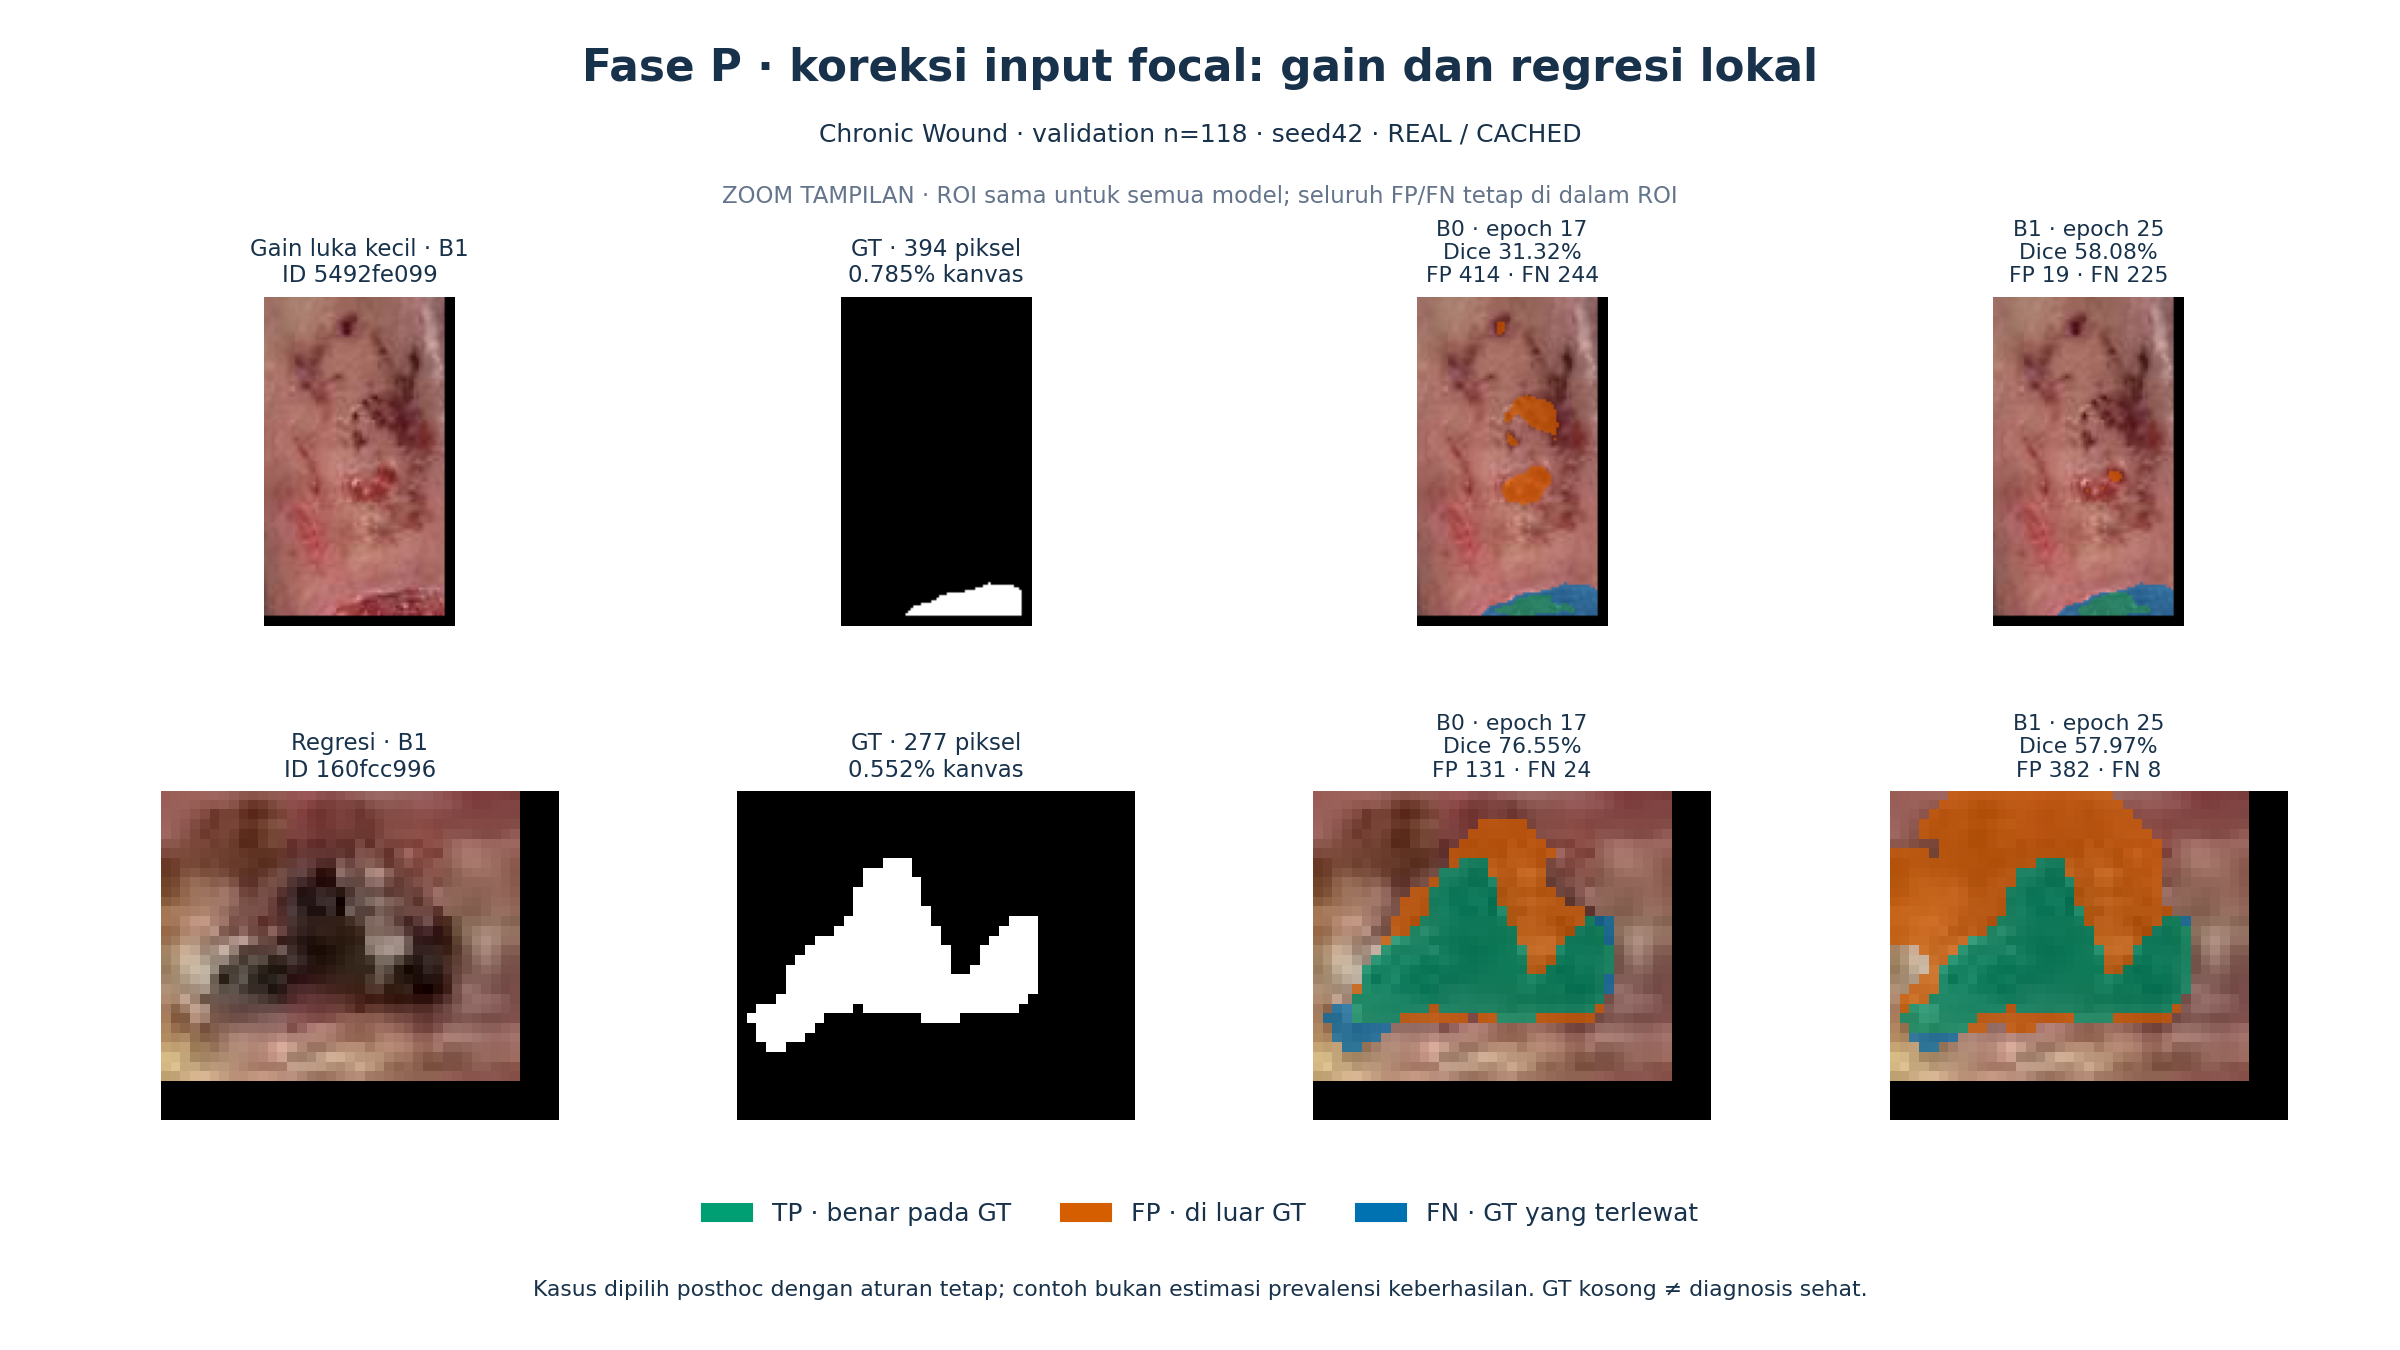 Fase P · koreksi input focal: gain dan regresi lokal
Chronic Wound · validation n=118 · seed42 · REAL / CACHED
ZOOM TAMPILAN · ROI sama untuk semua model; seluruh FP/FN tetap di dalam ROI
Gain luka kecil · B1
ID 5492fe099
GT · 394 piksel
0.785% kanvas
B0 · epoch 17
Dice 31.32%
FP 414 · FN 244
B1 · epoch 25
Dice 58.08%
FP 19 · FN 225
Regresi · B1
ID 160fcc996
GT · 277 piksel
0.552% kanvas
B0 · epoch 17
Dice 76.55%
FP 131 · FN 24
B1 · epoch 25
Dice 57.97%
FP 382 · FN 8
TP · benar pada GT
FP · di luar GT
FN · GT yang terlewat
Kasus dipilih posthoc dengan aturan tetap; contoh bukan estimasi prevalensi keberhasilan. GT kosong ≠ diagnosis sehat.